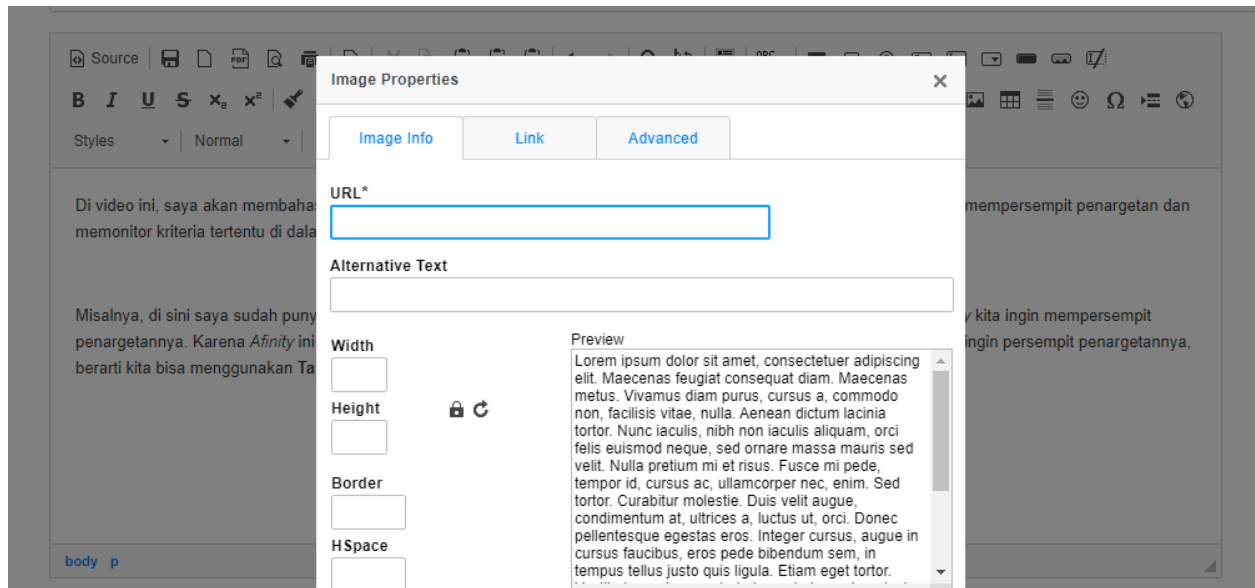 Source
Image Properties
Image Info
Link
Advanced
Styles
Normal
Di video ini, saya akan membaha
mempersempit penargetan dan
memonitor kriteria tertentu di dala
Misalnya, di sini saya sudah puny
kita ingin mempersempit
penargetannya. Karena Afinity ini
ingin persempit penargetannya,
berarti kita bisa menggunakan Ta
URL*
Alternative Text
Width
Height
Border
HSpace
Preview
Lorem ipsum dolor sit amet, consectetuer adipiscing
elit. Maecenas feugiat consequat diam. Maecenas
metus. Vivamus diam purus, cursus a, commodo
non, facilisis vitae, nulla. Aenean dictum lacinia
tortor. Nunc iaculis, nibh non iaculis aliquam, orci
felis euismod neque, sed ornare massa mauris sed
velit. Nulla pretium mi et risus. Fusce mi pede,
tempor id, cursus ac, ullamcorper nec, enim. Sed
tortor. Curabitur molestie. Duis velit augue,
condimentum at, ultrices a, luctus ut, orci. Donec
pellentesque egestas eros. Integer cursus, augue in
cursus faucibus, eros pede bibendum sem, in
tempus tellus justo quis ligula. Etiam eget tortor.
body p